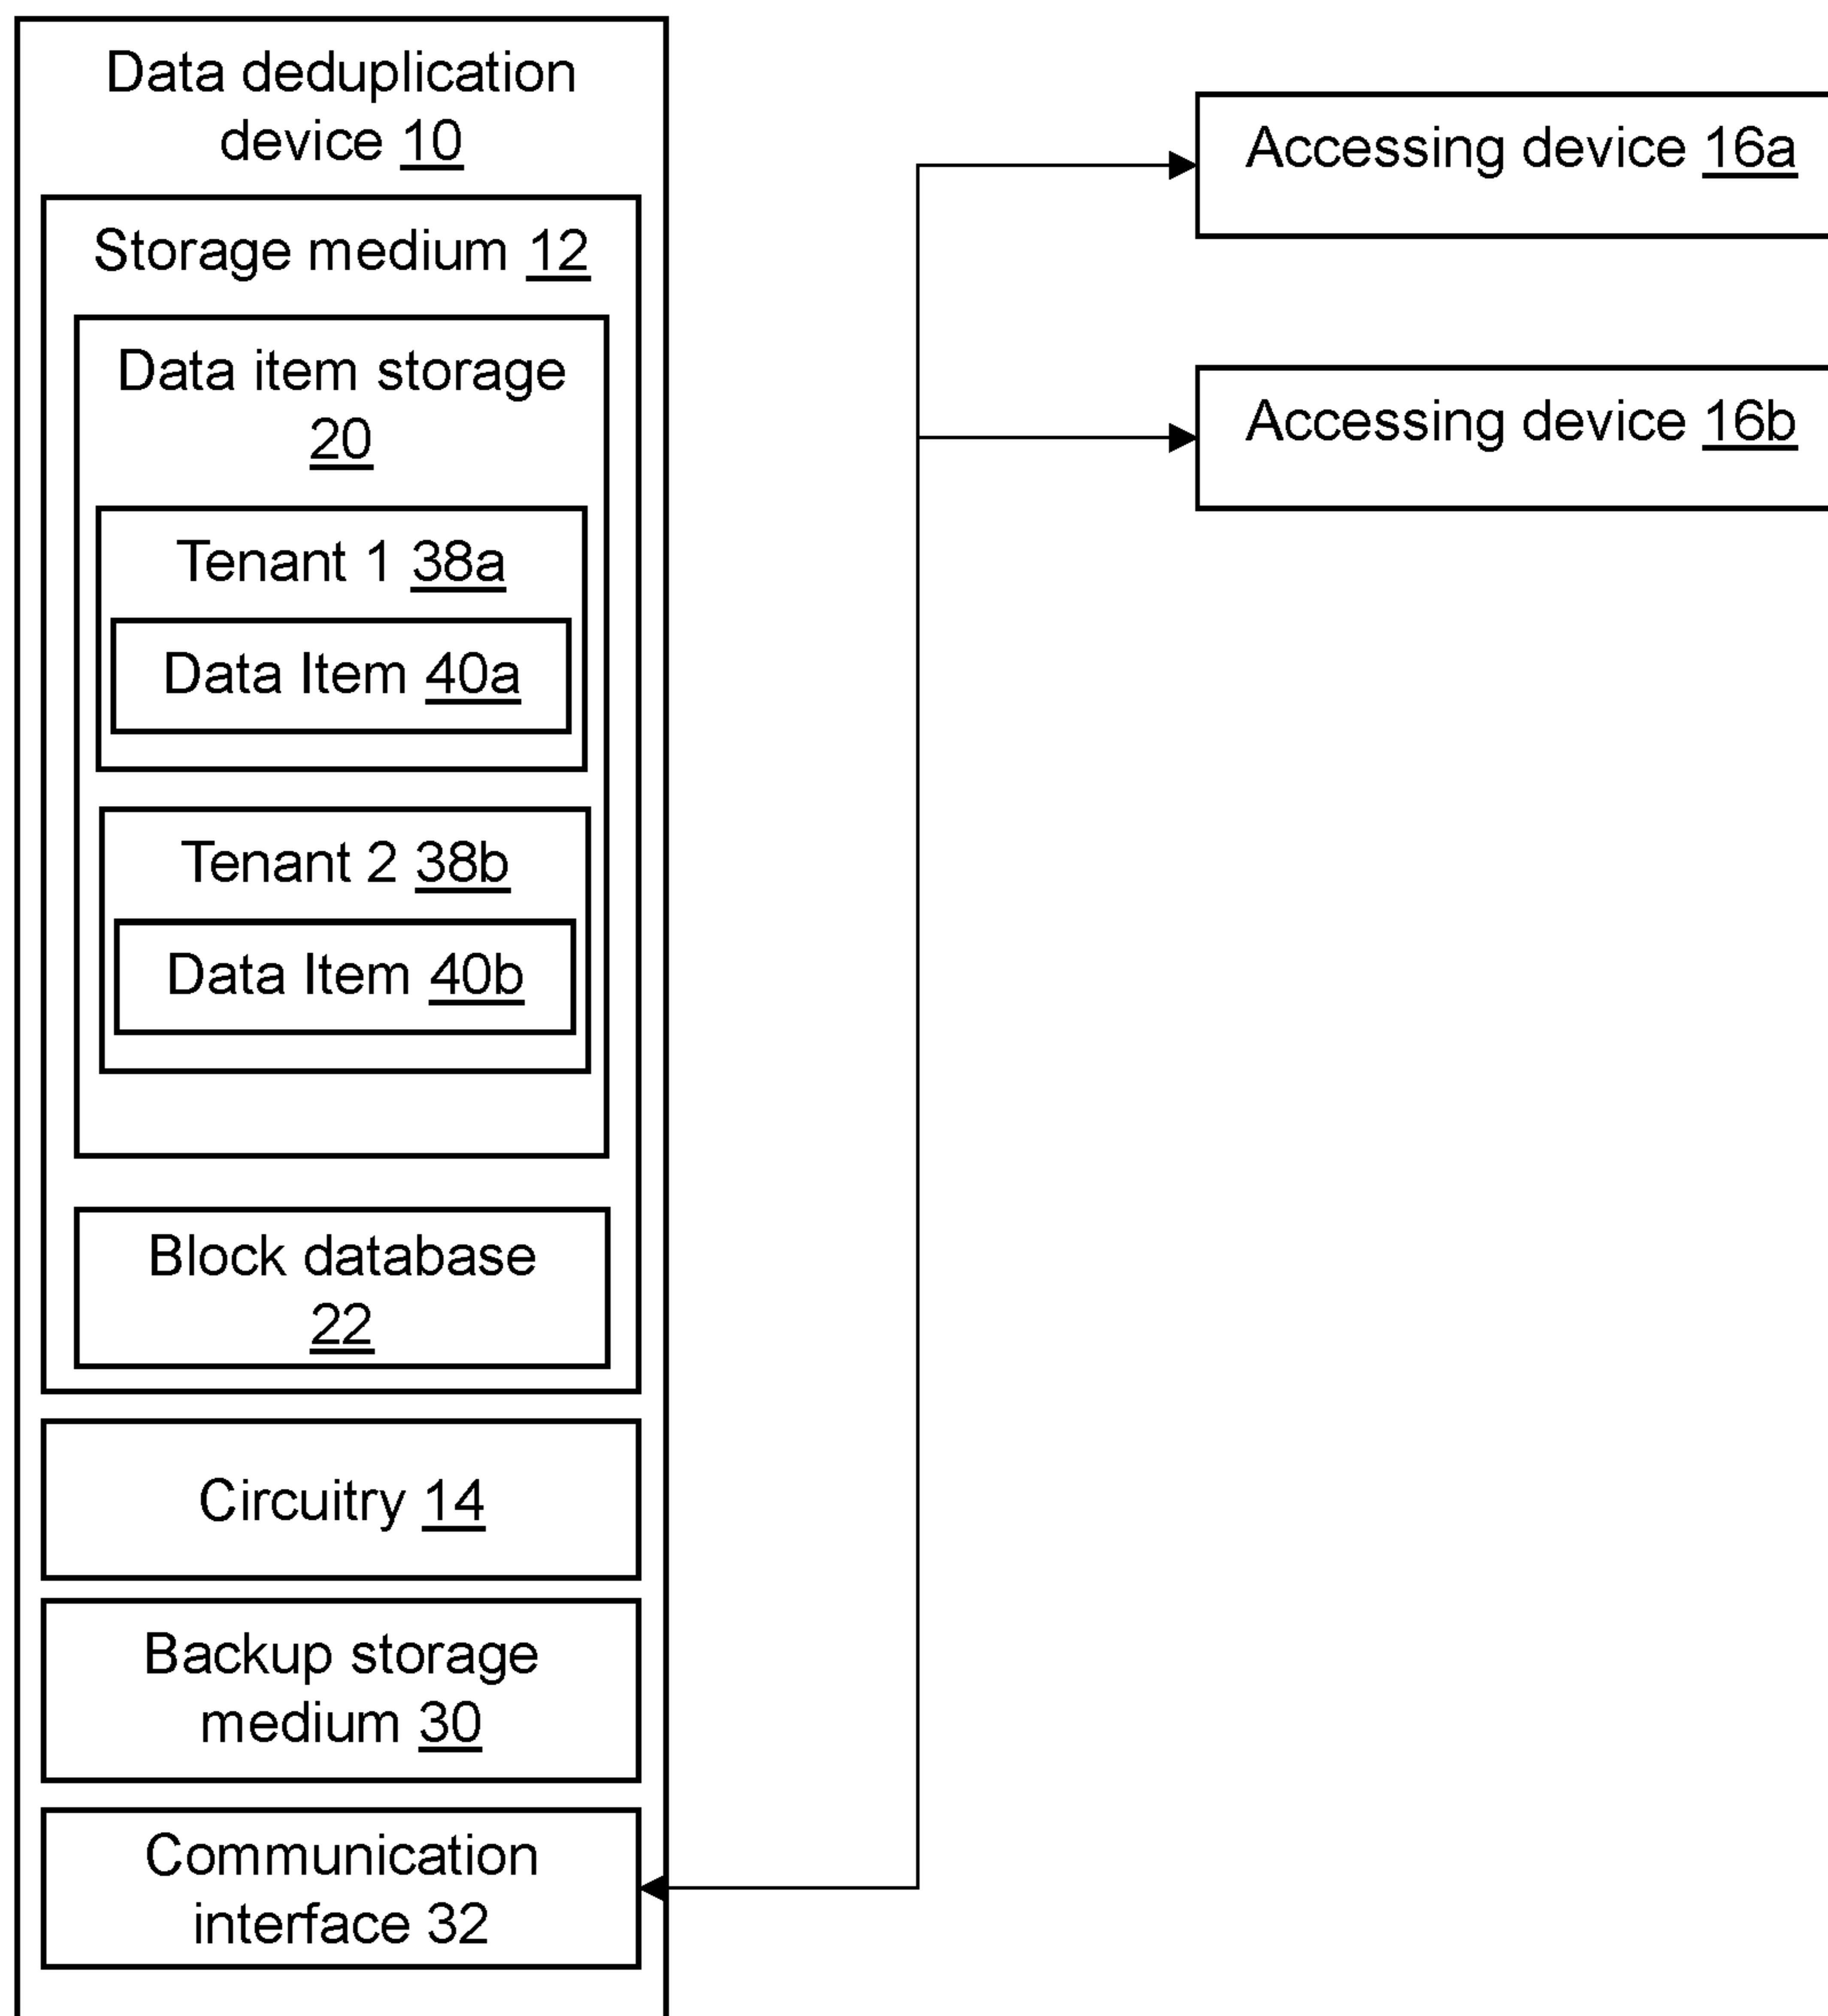 Data deduplication
device 10
Storage medium 12
Data item storage
20
Tenant 1 38a
Data Item 40a
Tenant 2 38b
Data Item 40b
Block database
22
Circuitry 14
Backup storage
medium 30
Communication
interface 32
Accessing device 16a
Accessing device 16b